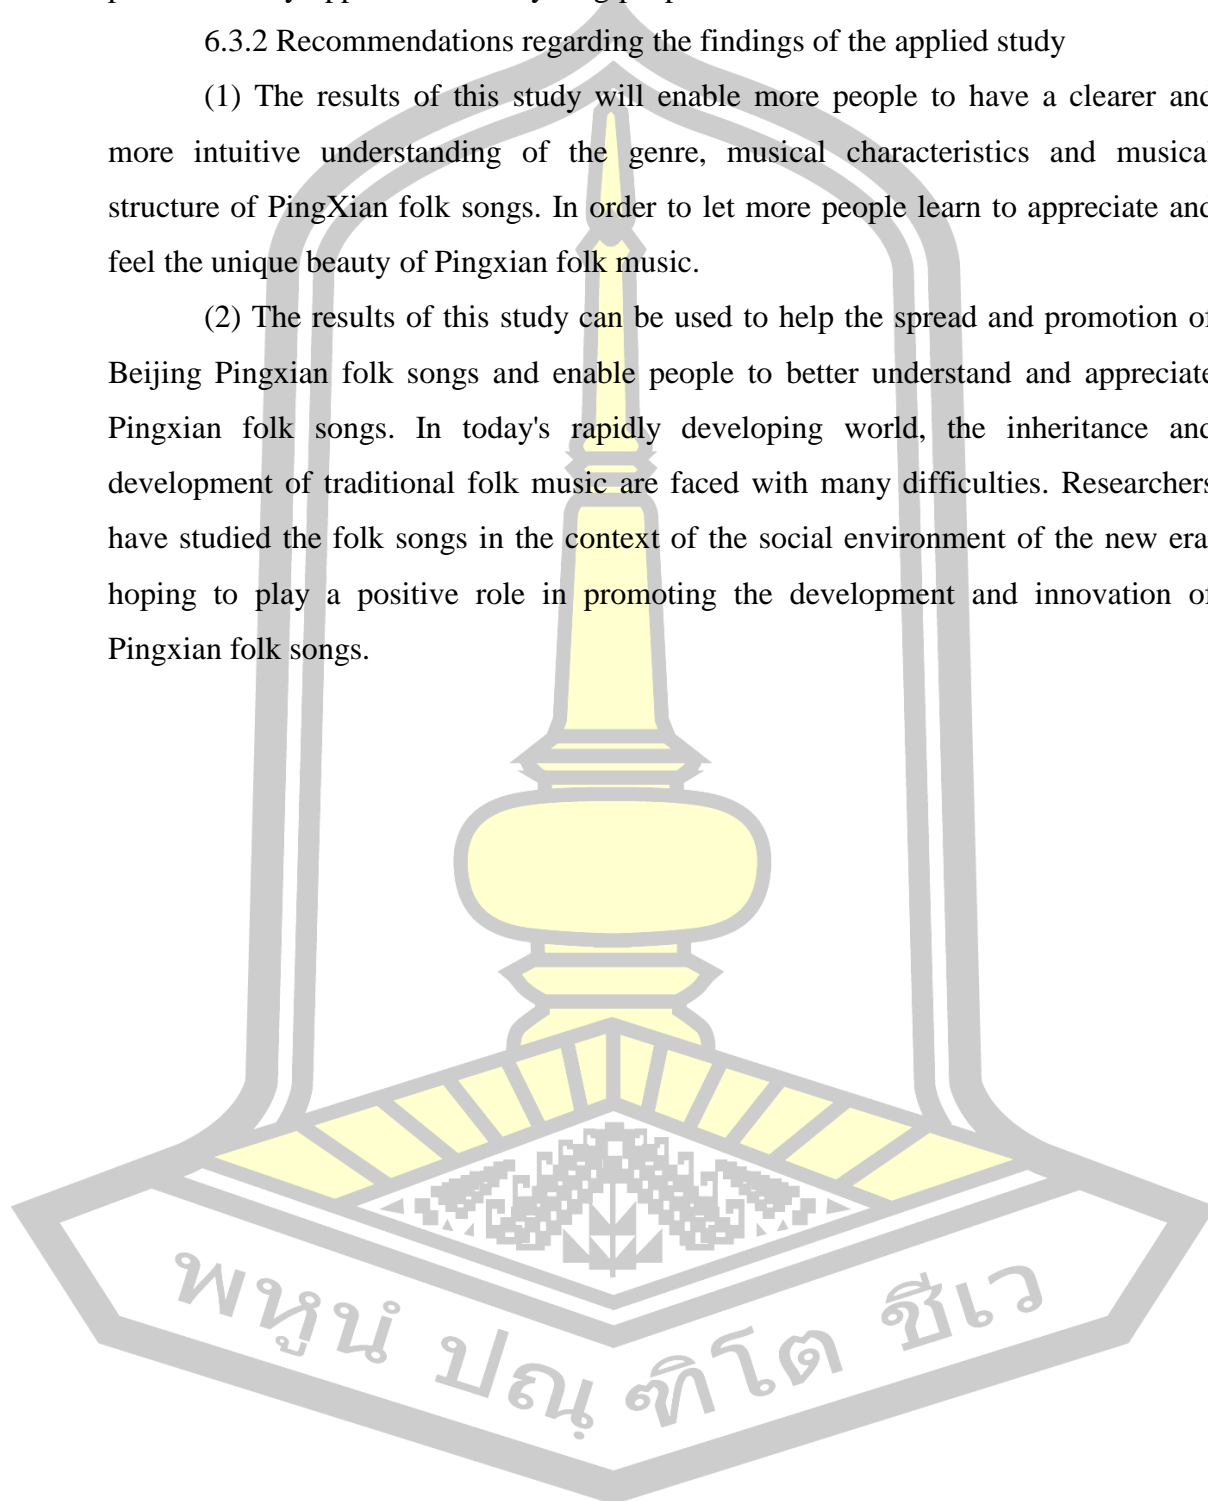 6.3.2 Recommendations regarding the findings of the applied study
(1) The results of this study will enable more people to have a clearer and
more intuitive understanding of the genre, musical characteristics and musical
structure of PingXian folk songs. In order to let more people learn to appreciate and
feel the unique beauty of Pingxian folk music.
(2) The results of this study can be used to help the spread and promotion of
Beijing Pingxian folk songs and enable people to better understand and appreciate
Pingxian folk songs. In today's rapidly developing world, the inheritance and
development of traditional folk music are faced with many difficulties. Researchers
have studied the folk songs in the context of the social environment of the new era
hoping to play a positive role in promoting the development and innovation of
Pingxian folk songs.
พหูนํ ปณฺฑิโต ชีเว